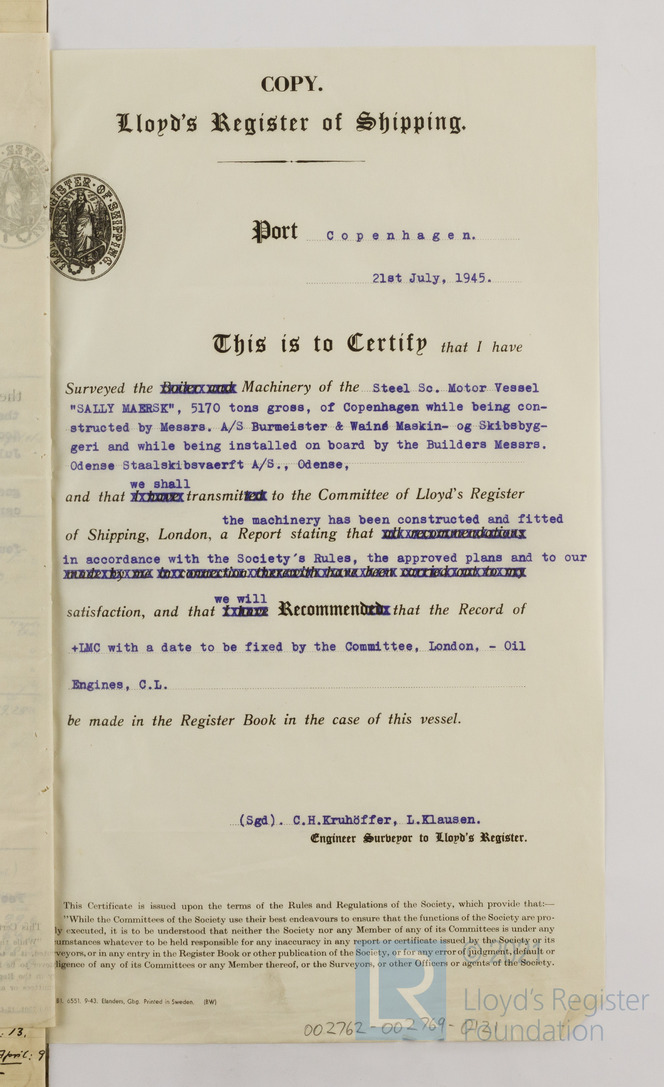 COPY.
Lloyd's Register of Shipping.
LLOYD'S REGISTER OF SHIPPING.
Port Copenhagen.
21st July, 1945.
This is to Certify that I have
Surveyed the Machinery of the Steel Sc. Motor Vessel
"SALLY MAERSK", 5170 tons gross, of Copenhagen while being con-
structed by Messrs. A/S Burmeister & Wains Maskin- og Skibsbyg-
geri and while being installed on board by the Builders Messrs.
Odense Staalskibsvaerft A/S., Odense,
we shall
and that transmit to the Committee of Lloyd's Register
the machinery has been constructed and fitted
of Shipping, London, a Report stating that
in accordance with the Society's Rules, the approved plans and to our
we will
satisfaction, and that Recommend that the Record of
+LMC with a date to be fixed by the Committee, London, - Oil
Engines, C.L.
be made in the Register Book in the case of this vessel.
(Sgd). C.H.Kruhöffer, L.Klausen.
Engineer Surveyor to Lloyd's Register.
This Certificate is issued upon the terms of the Rules and Regulations of the Society, which provide that:—
"While the Committees of the Society use their best endeavours to ensure that the functions of the Society are pro-
ly executed, it is to be understood that neither the Society nor any Member of any of its Committees is under any
umstances whatever to be held responsible for any inaccuracy in any report or certificate issued by the Society or its
veyors, or in any entry in the Register Book or other publication of the Society, or for any error of judgment, default or
ligence of any of its Committees or any Member thereof, or the Surveyors, or other Officers or agents of the Society.
6551. 9-43. Elanders, Gbg. Printed in Sweden. (BW)
© 2021
LR
Lloyd's Register
Foundation
002762-002769-0131
: 13.
April: 9